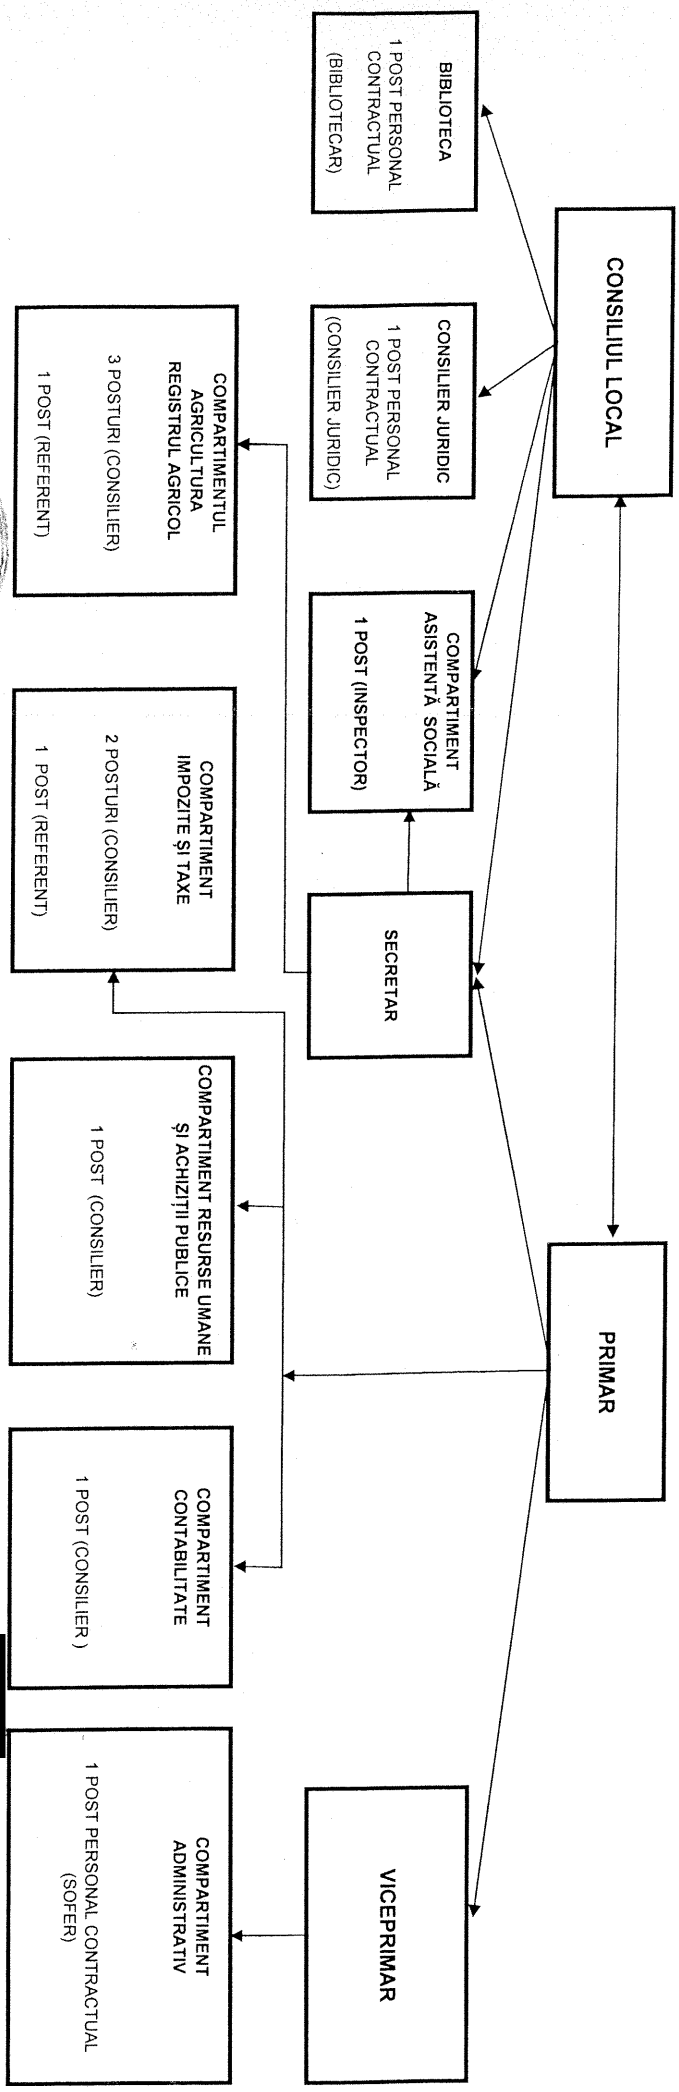 CONSILIUL LOCAL
PRIMAR
BIBLIOTECA
1 POST PERSONAL
CONTRACTUAL
(BIBLIOTECAR)
CONSILIER JURIDIC
1 POST PERSONAL
CONTRACTUAL
(CONSILIER JURIDIC)
COMPARTIMENT
ASISTENTĂ SOCIALĂ
1 POST (INSPECTOR)
SECRETAR
VICEPRIMAR
COMPARTIMENTUL
AGRICULTURA
REGISTRUL AGRICOL
3 POSTURI (CONSILIER)
1 POST (REFERENT)
COMPARTIMENT
IMPOZITE ȘI TAXE
2 POSTURI (CONSILIER)
1 POST (REFERENT)
COMPARTIMENT RESURSE UMANE
ȘI ACHIZIȚII PUBLICE
1 POST (CONSILIER)
COMPARTIMENT
CONTABILITATE
1 POST (CONSILIER )
COMPARTIMENT
ADMINISTRATIV
1 POST PERSONAL CONTRACTUAL
(SOFER)